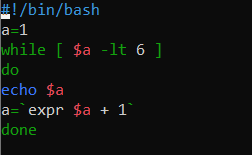 #!/bin/bash
a=1
while [ $a -lt 6 ]
do
echo $a
a=`expr $a + 1`
done